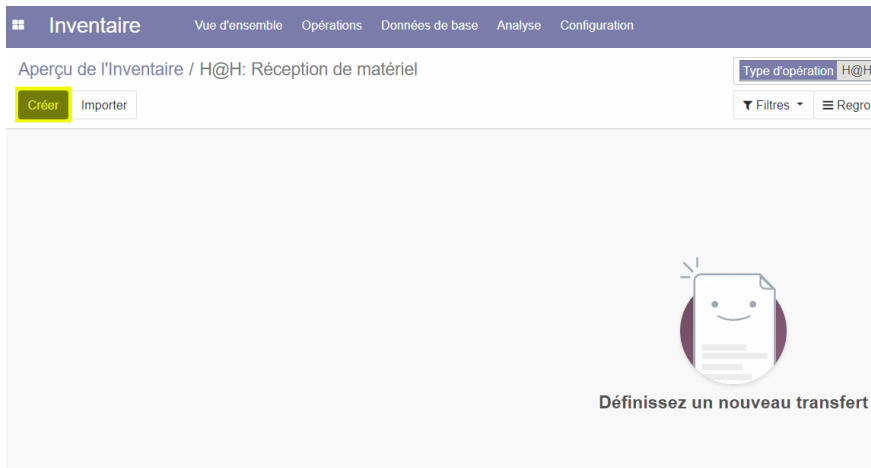 Inventaire Vue d'ensemble Opérations Données de base Analyse Configuration
Aperçu de l'Inventaire / H@H: Réception de matériel
Type d'opération H@H
Créer Importer
Filtres Regro
Définissez un nouveau transfert